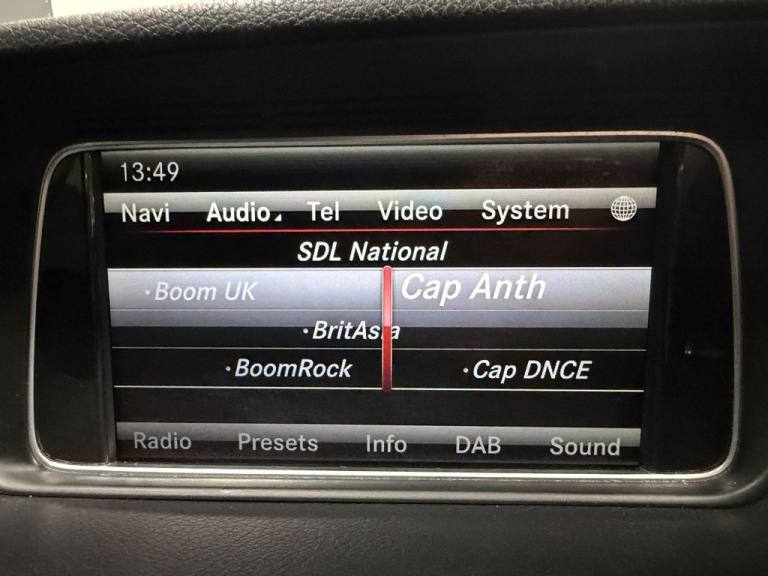 13:49
Navi Audio Tel Video System
SDL National
·Boom UK Cap Anth
·BritAsia
·BoomRock ·Cap DNCE
Radio Presets Info DAB Sound